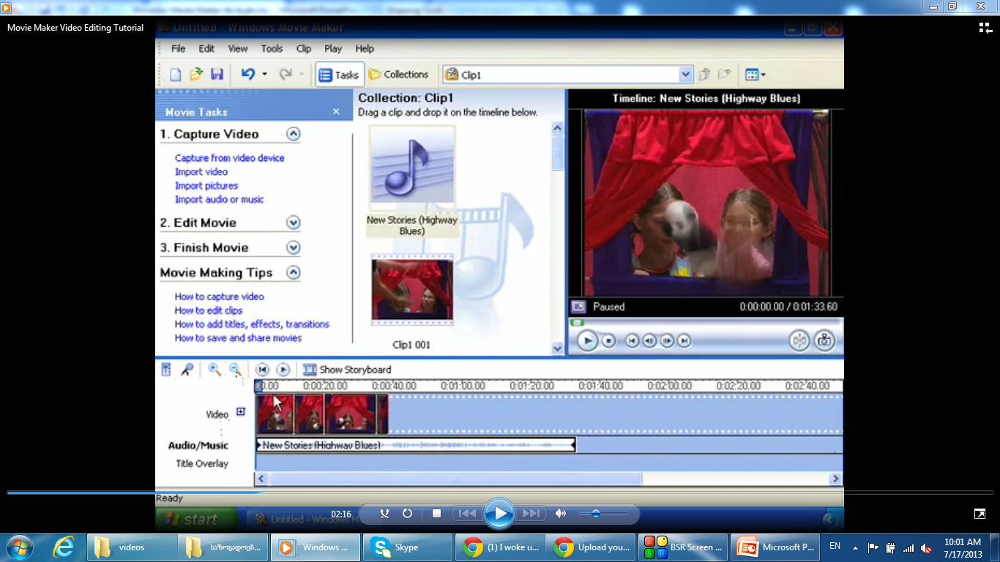 Movie Maker Video Editing Tutorial
Untitled - Windows Movie Maker
File Edit View Tools Clip Play Help
Tasks Collections Clip1
Movie Tasks
1. Capture Video
Capture from video device
Import video
Import pictures
Import audio or music
2. Edit Movie
3. Finish Movie
Movie Making Tips
How to capture video
How to edit clips
How to add titles, effects, transitions
How to save and share movies
Collection: Clip1
Drag a clip and drop it on the timeline below.
New Stories (Highway
Blues)
Clip1 001
Timeline: New Stories (Highway Blues)
Paused 0:00:00.00 / 0:01:33.60
Show Storyboard
0:00:20.00 0:00:40.00 0:01:00.00 0:01:20.00 0:01:40.00 0:02:00.00 0:02:20.00 0:02:40.00
Video
Audio/Music
New Stories (Highway Blues)
Title Overlay
Ready
02:16
start Untitled - Windows M...
videos საზოგადოებ... Windows ... Skype (1) I woke u... Upload you... BSR Screen ... Microsoft P... EN
10:01 AM
7/17/2013